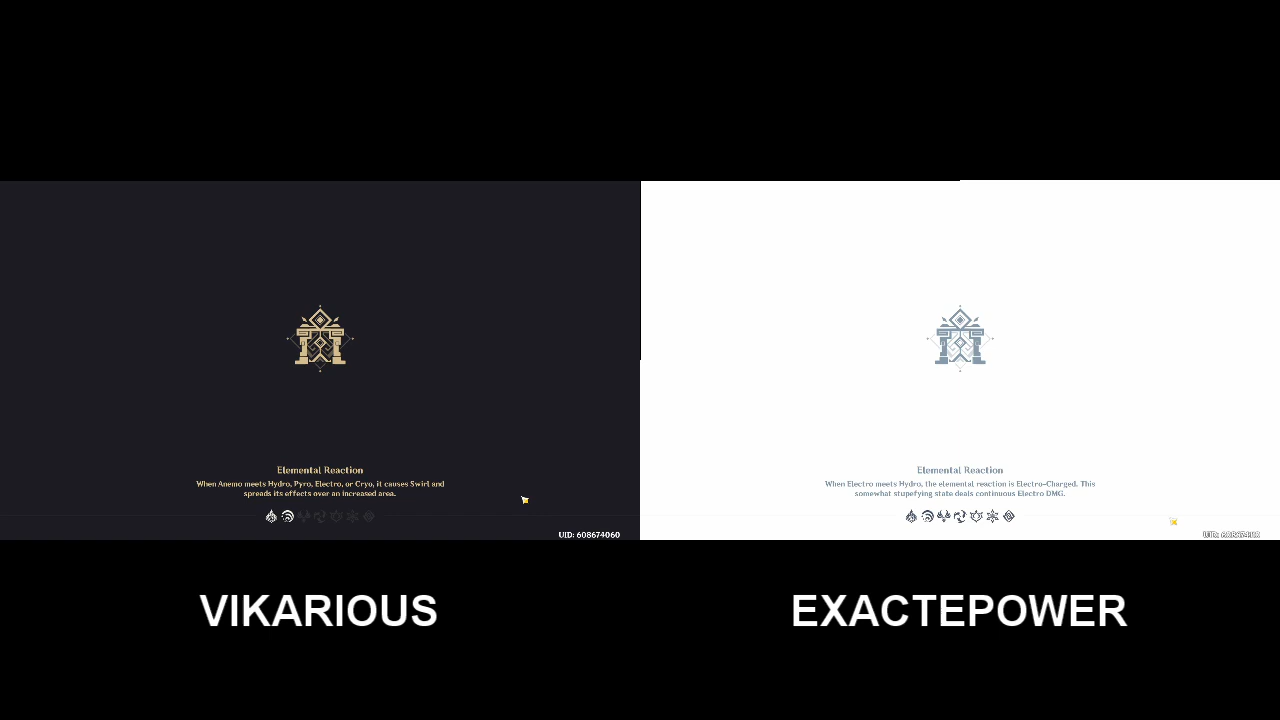 Elemental Reaction
When Anemo meets Hydro, Pyro, Electro, or Cryo, it causes Swirl and
spreads its effects over an increased area.
UID: 608674060
Elemental Reaction
When Electro meets Hydro, the elemental reaction is Electro-Charged. This
somewhat stupefying state deals continuous Electro DMG.
UID:
VIKARIOUS
EXACTEPOWER